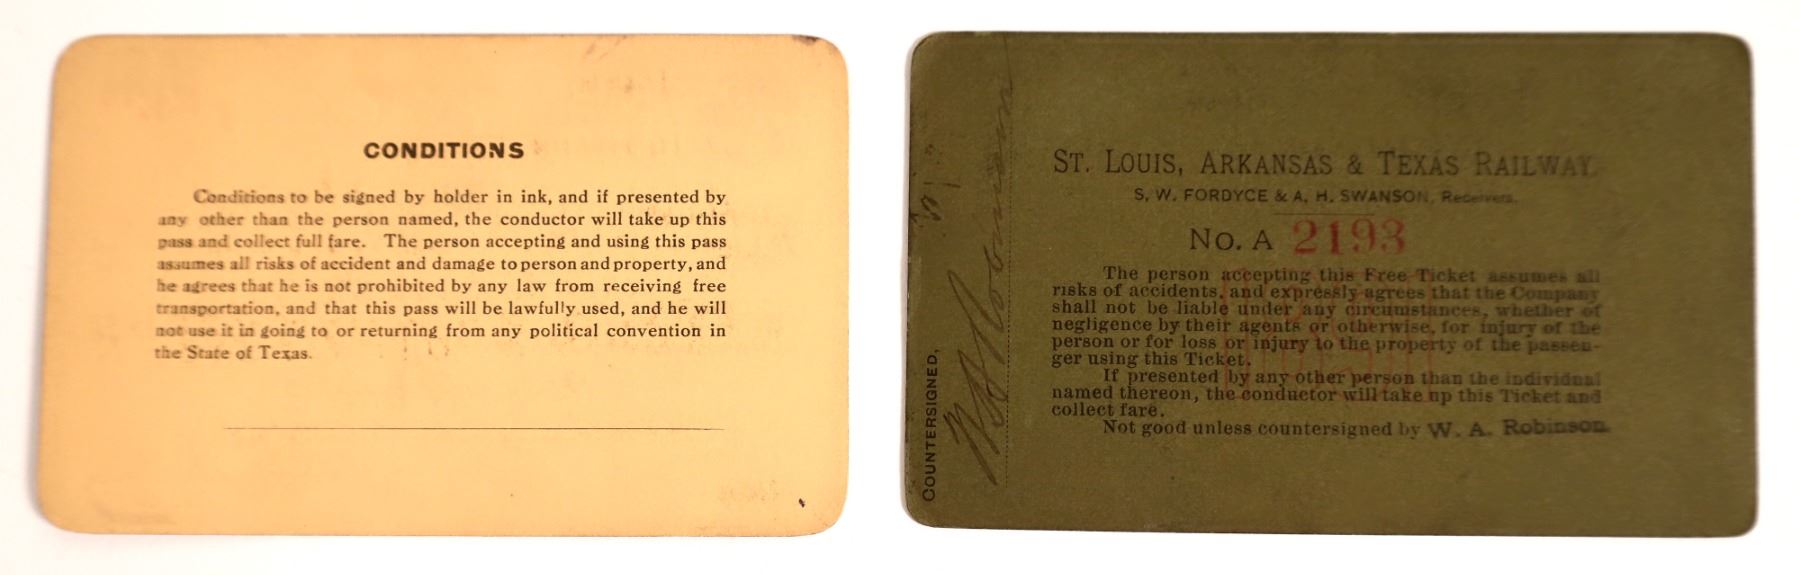 CONDITIONS
Conditions to be signed by holder in ink, and if presented by
any other than the person named, the conductor will take up this
pass and collect full fare. The person accepting and using this pass
assumes all risks of accident and damage to person and property, and
he agrees that he is not prohibited by any law from receiving free
transportation, and that this pass will be lawfully used, and he will
not use it in going to or returning from any political convention in
the State of Texas.
COUNTERSIGNED,
ST. LOUIS, ARKANSAS & TEXAS RAILWAY.
S. W. FORDYCE & A. H. SWANSON, Receivers.
NO. A 2193
The person accepting this Free Ticket assumes all
risks of accidents, and expressly agrees that the Company
shall not be liable under any circumstances, whether of
negligence by their agents or otherwise, for injury of the
person or for loss or injury to the property of the passen-
ger using this Ticket.
If presented by any other person than the individual
named thereon, the conductor will take up this Ticket and
collect fare.
Not good unless countersigned by W. A. Robinson.